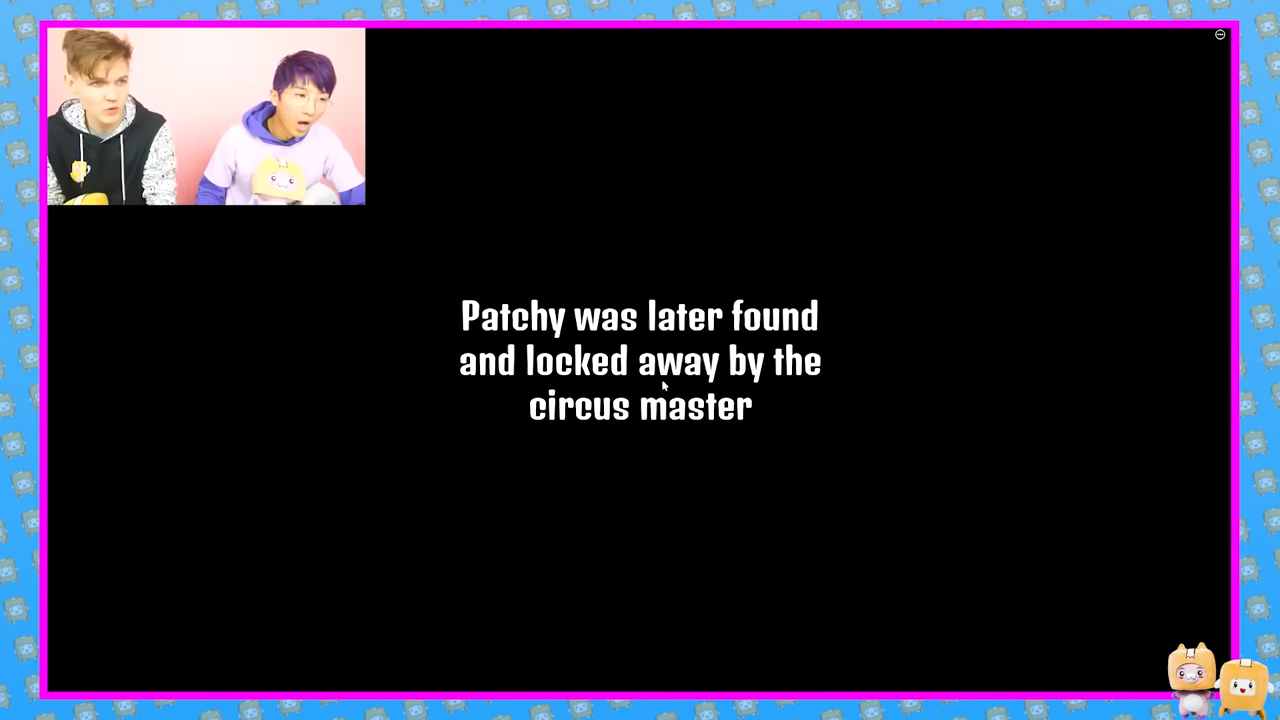 Patchy was later found
and locked away by the
circus master